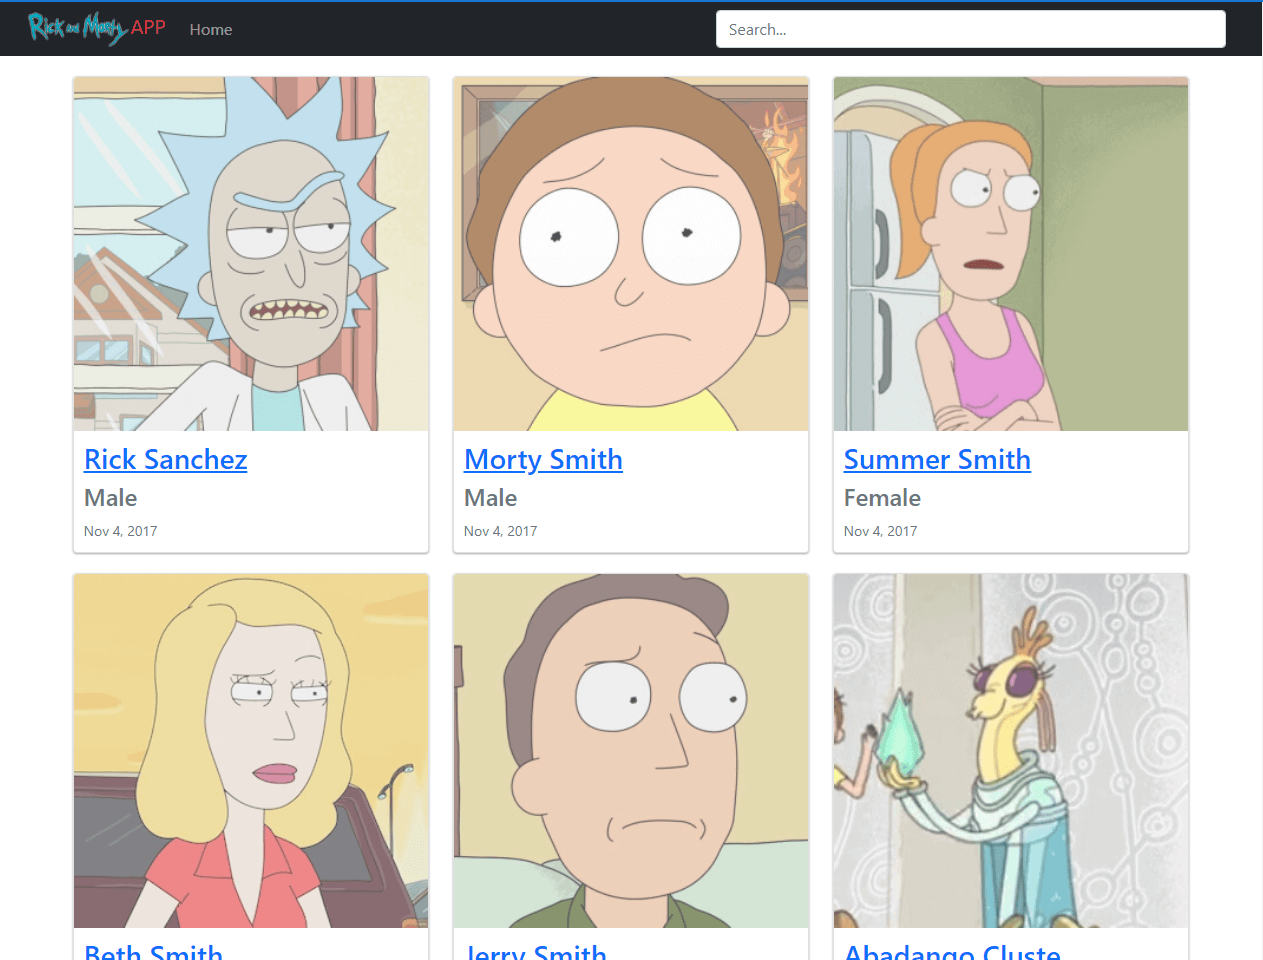 Rick and Morty APP Home Search...
Rick Sanchez
Male
Nov 4, 2017
Morty Smith
Male
Nov 4, 2017
Summer Smith
Female
Nov 4, 2017
Beth Smith
Jerry Smith
Abadango Cluste